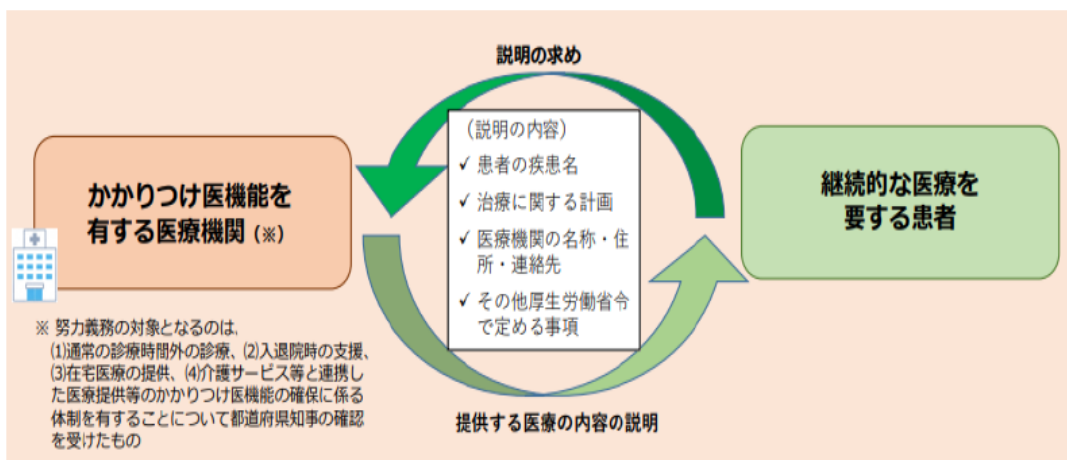 説明の求め
かかりつけ医機能を
有する医療機関（※）
（説明の内容）
✓ 患者の疾患名
✓ 治療に関する計画
✓ 医療機関の名称・住
所・連絡先
✓ その他厚生労働省令
で定める事項
継続的な医療を
要する患者
※ 努力義務の対象となるのは、
(1)通常の診療時間外の診療、(2)入退院時の支援、
(3)在宅医療の提供、(4)介護サービス等と連携し
た医療提供等のかかりつけ医機能の確保に係る
体制を有することについて都道府県知事の確認
を受けたもの
提供する医療の内容の説明